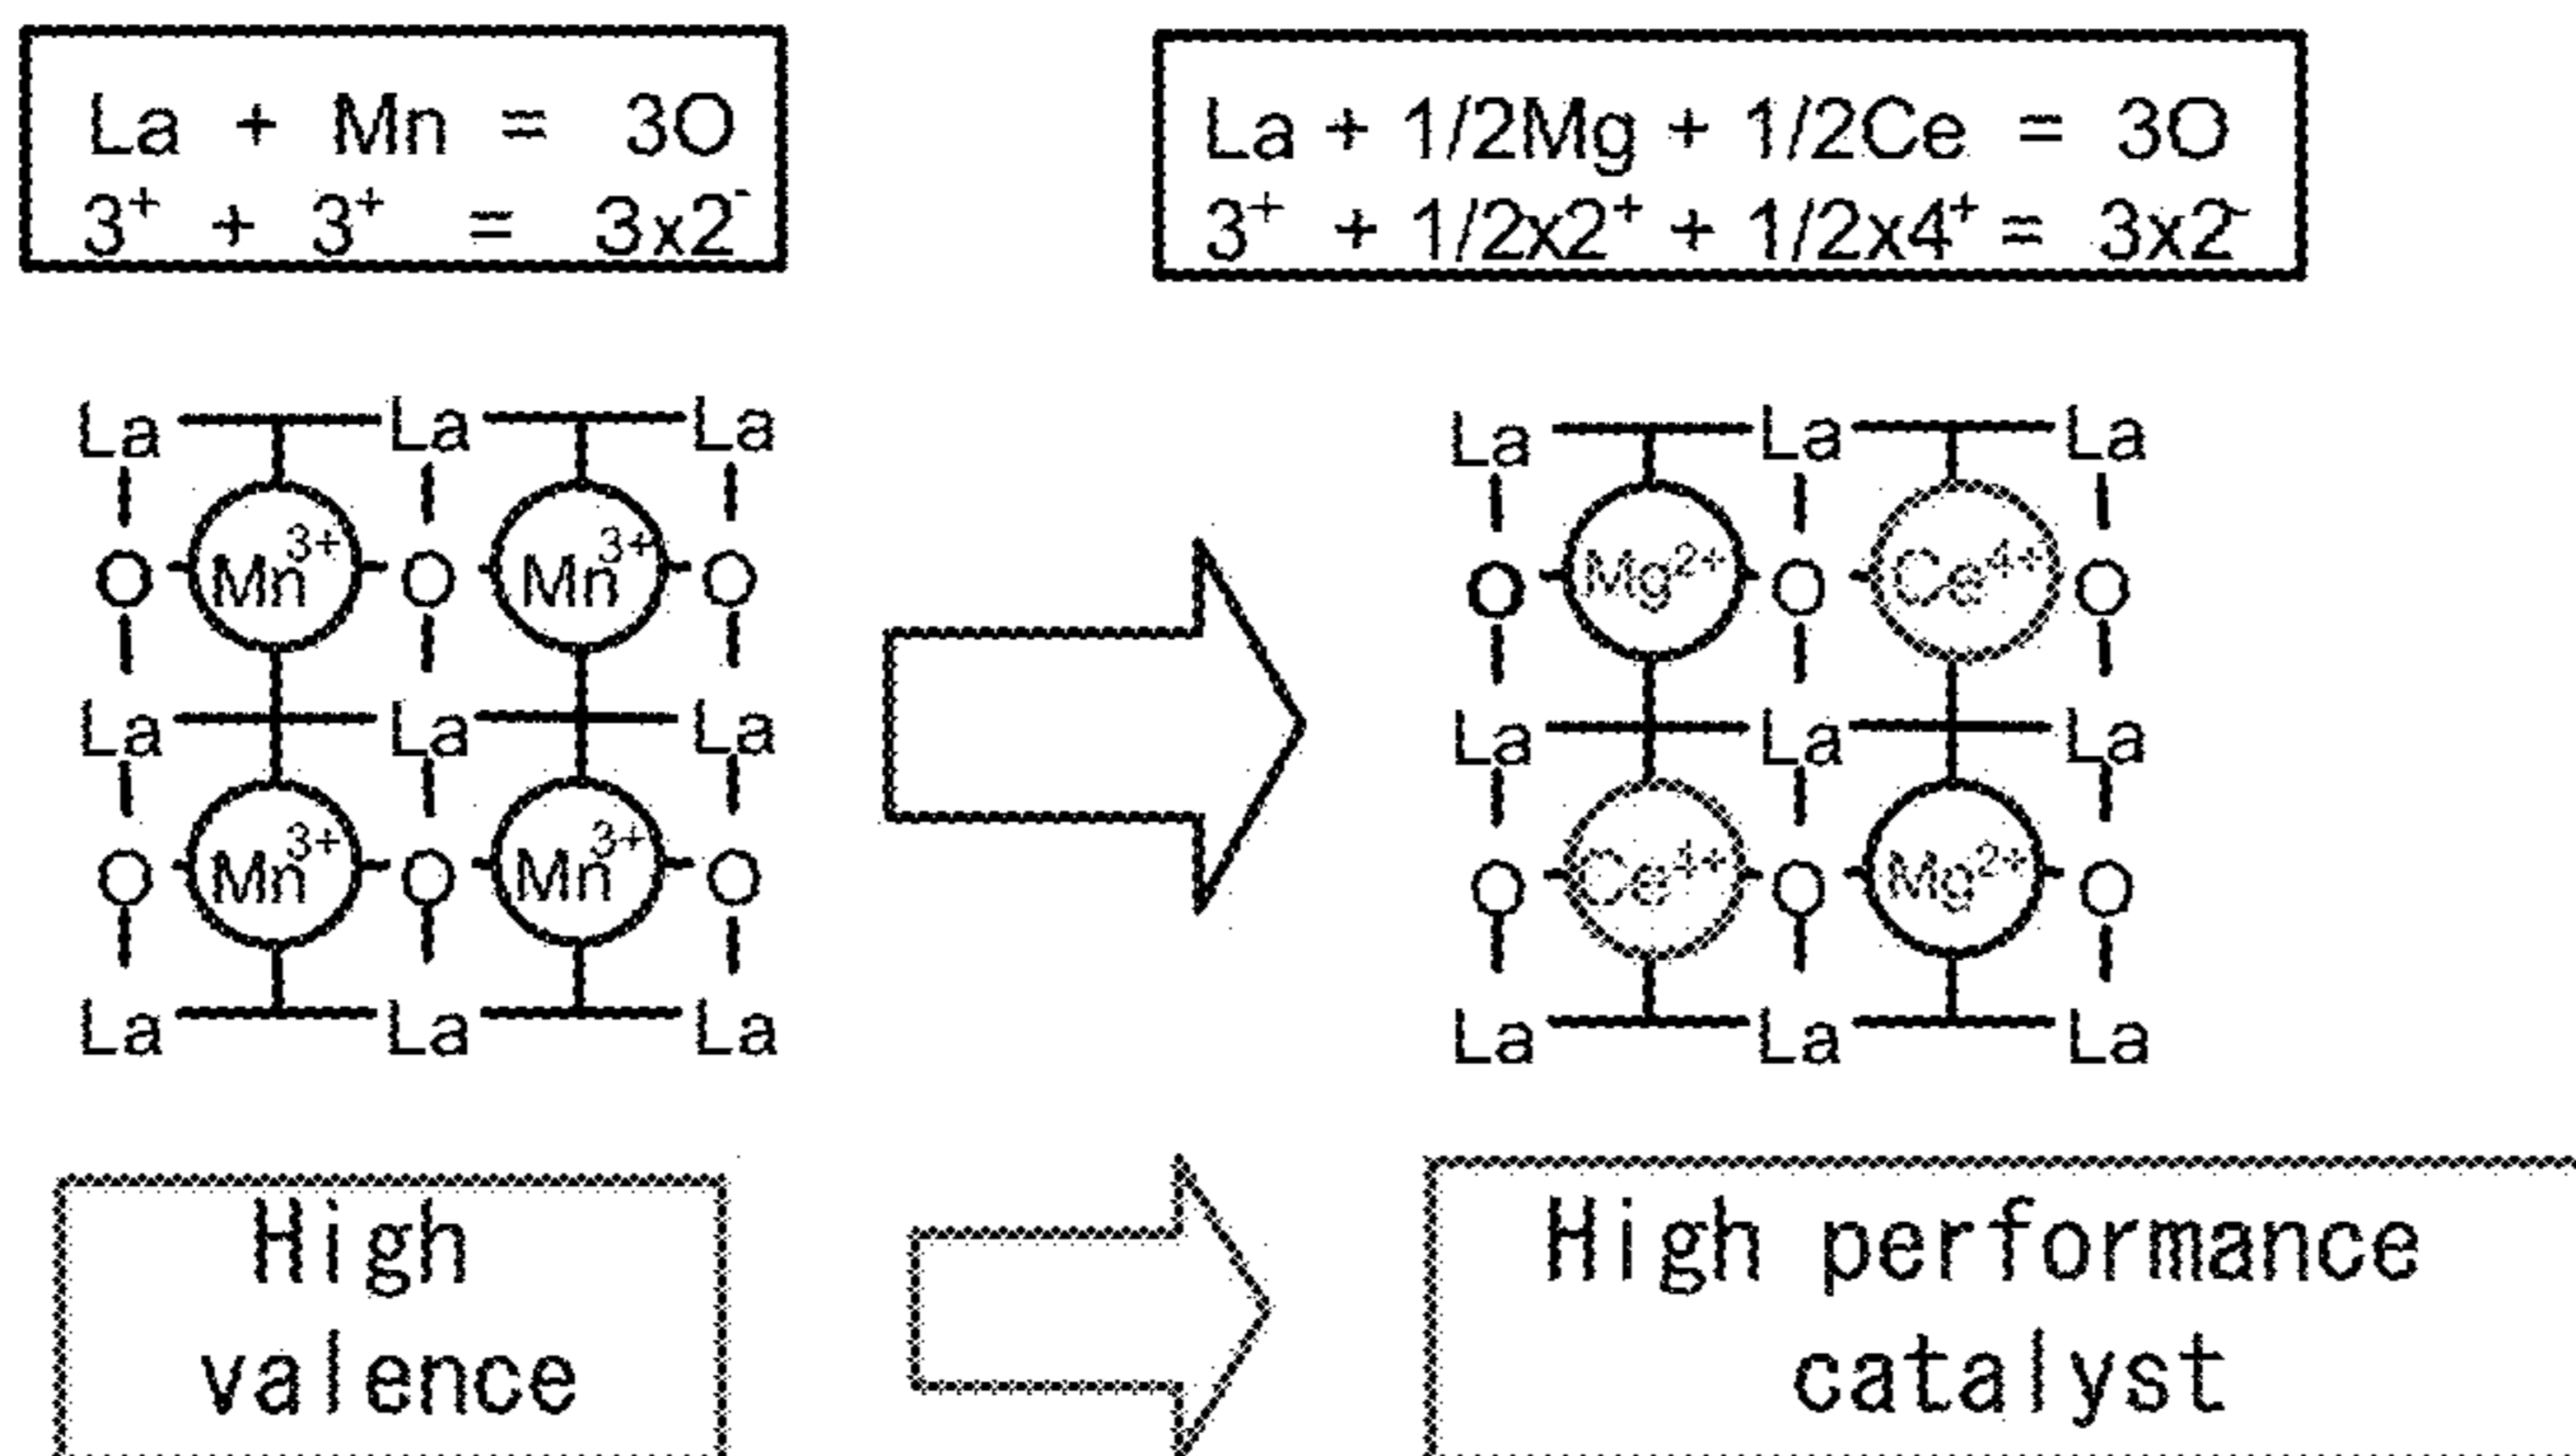 La + Mn = 3O
3⁺ + 3⁺ = 3x2⁻
La + 1/2Mg + 1/2Ce = 3O
3⁺ + 1/2x2⁺ + 1/2x4⁺ = 3x2⁻
La La La
O Mn³⁺ O Mn³⁺ O
La La La
O Mn³⁺ O Mn³⁺ O
La La La
La La La
O Mg²⁺ O Ce⁴⁺ O
La La La
O Ce⁴⁺ O Mg²⁺ O
La La La
High
valence
High performance
catalyst